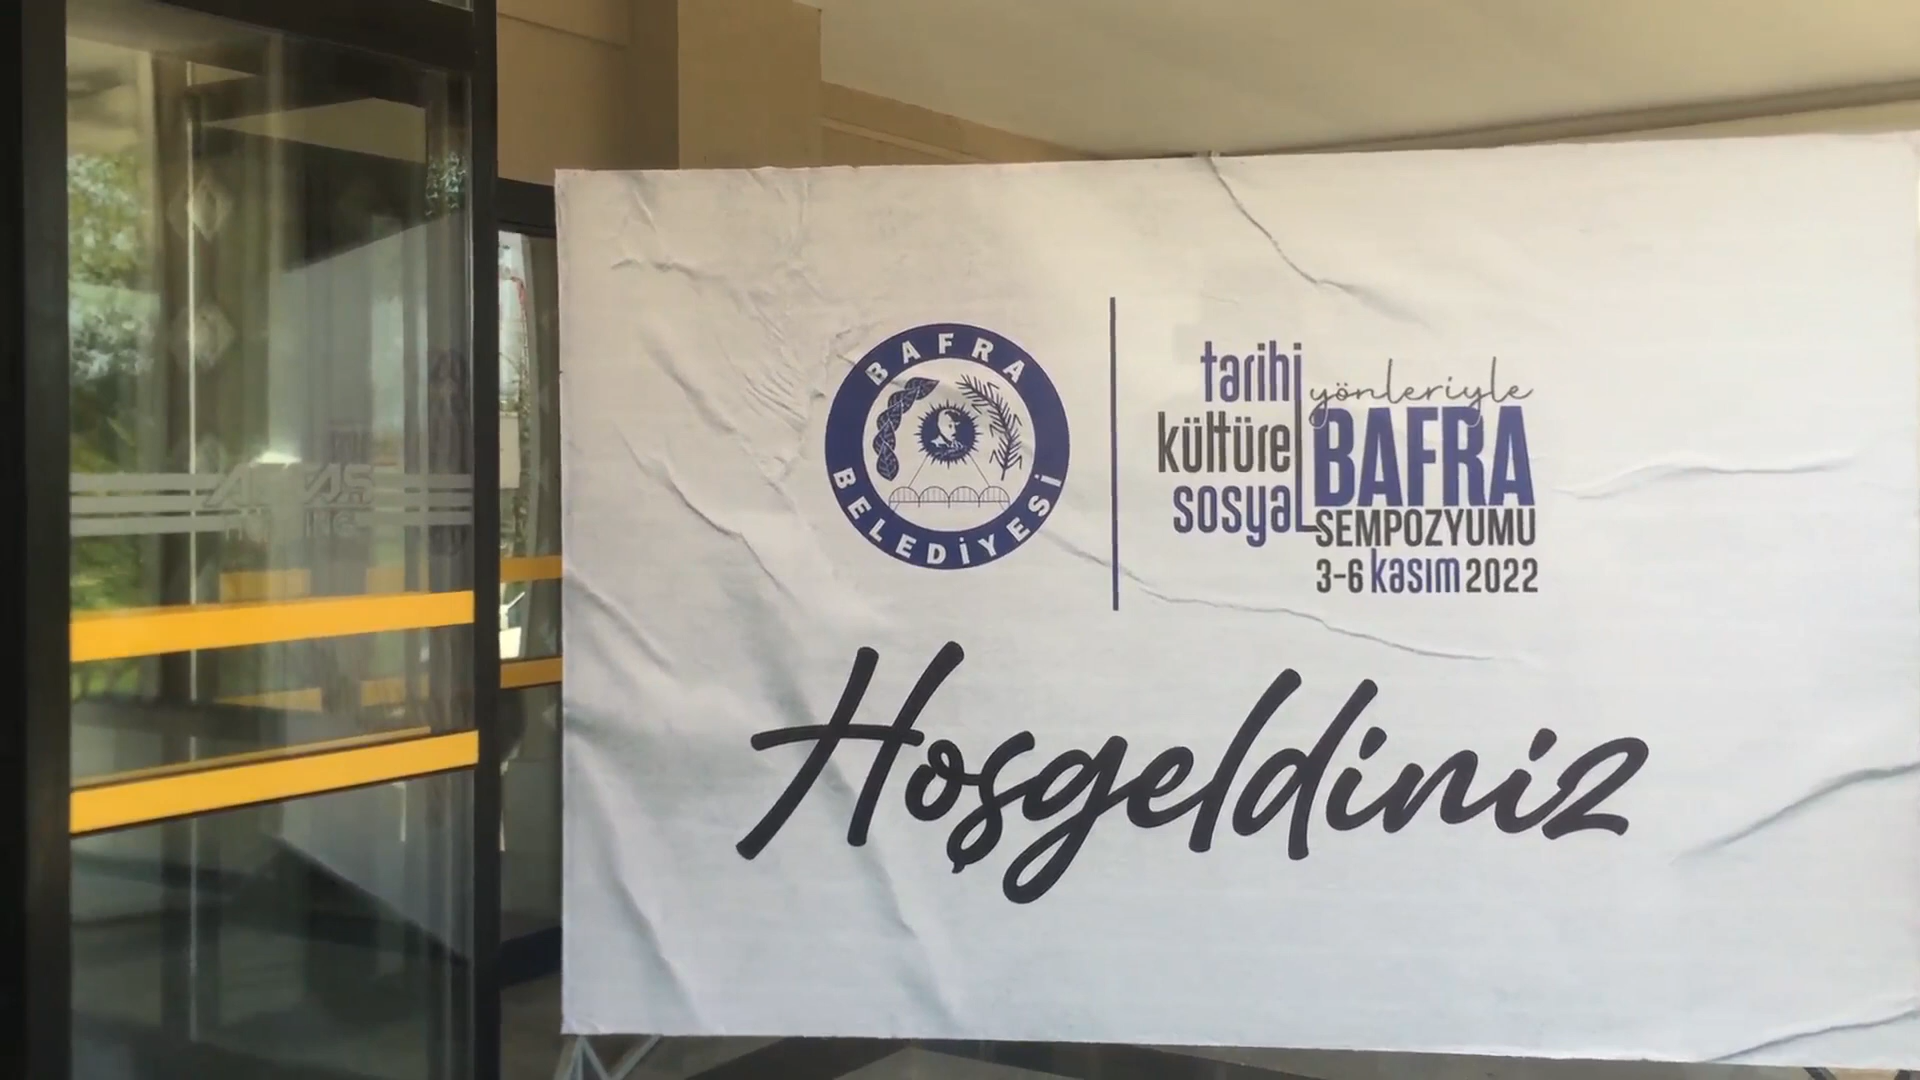 BAFRA
BELEDİYESİ
tarihi
kültürel
sosyal
yönleriyle
BAFRA
SEMPOZYUMU
3-6 kasım 2022
Hoşgeldiniz